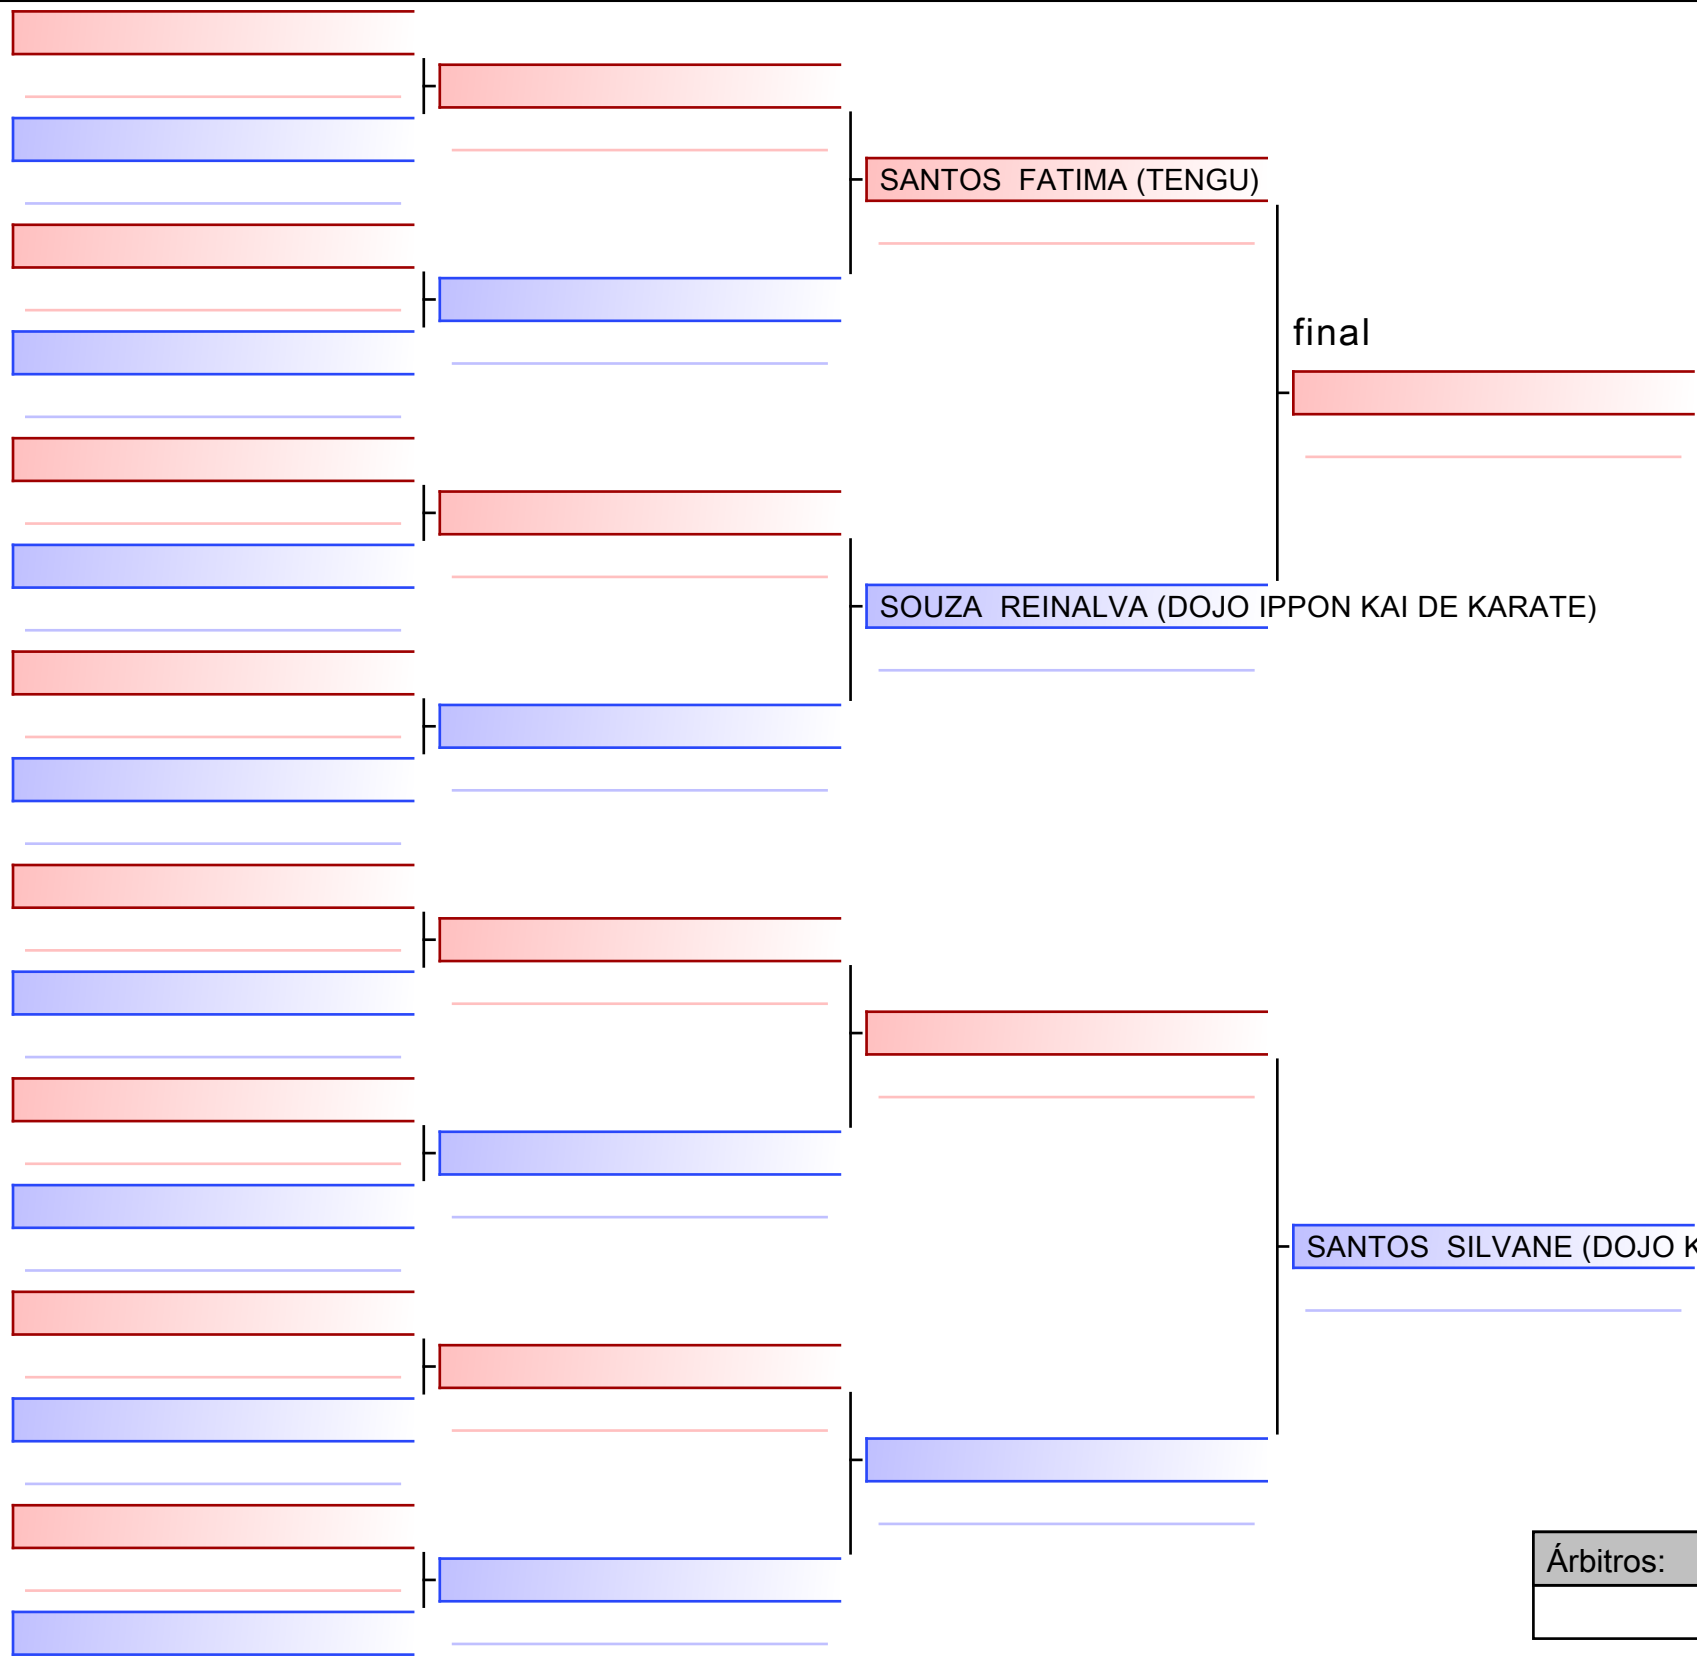 SANTOS  FATIMA (TENGU)
final
SOUZA  REINALVA (DOJO IPPON KAI DE KARATE)
SANTOS  SILVANE (DOJO
Árbitros: